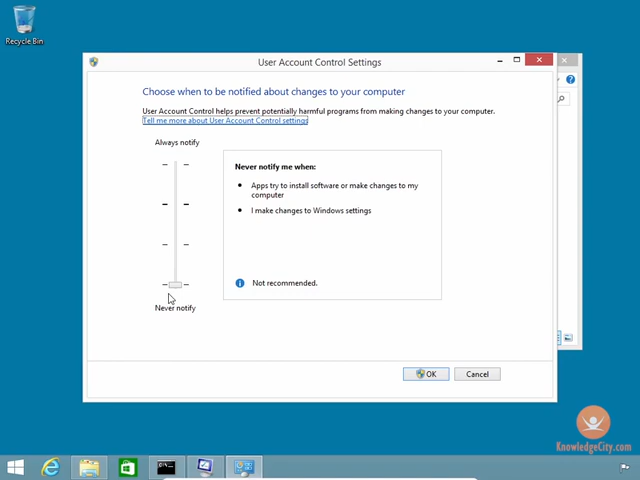 Recycle Bin
User Account Control Settings
Choose when to be notified about changes to your computer
User Account Control helps prevent potentially harmful programs from making changes to your computer.
Tell me more about User Account Control settings
Always notify
Never notify me when:
Apps try to install software or make changes to my
computer
I make changes to Windows settings
Not recommended.
Never notify
OK
Cancel
KnowledgeCity.com